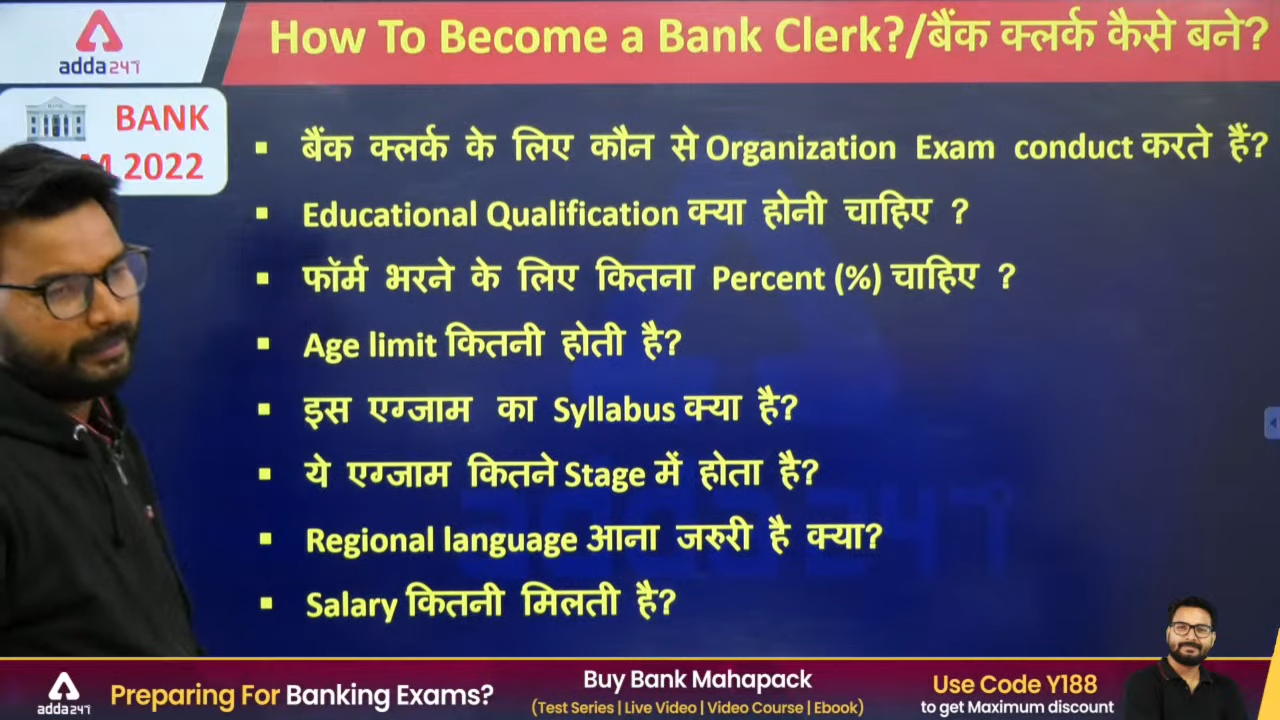 adda247
How To Become a Bank Clerk?/बैंक क्लर्क कैसे बने?
BANK
BANK
M 2022
▪ बैंक क्लर्क के लिए कौन से Organization Exam conduct करते हैं?
▪ Educational Qualification क्या होनी चाहिए ?
▪ फॉर्म भरने के लिए कितना Percent (%) चाहिए ?
▪ Age limit कितनी होती है?
▪ इस एग्जाम का Syllabus क्या है?
▪ ये एग्जाम कितने Stage में होता है?
▪ Regional language आना जरुरी है क्या?
▪ Salary कितनी मिलती है?
adda247
adda247
Preparing For Banking Exams?
Buy Bank Mahapack
(Test Series | Live Video | Video Course | Ebook)
Use Code Y188
to get Maximum discount